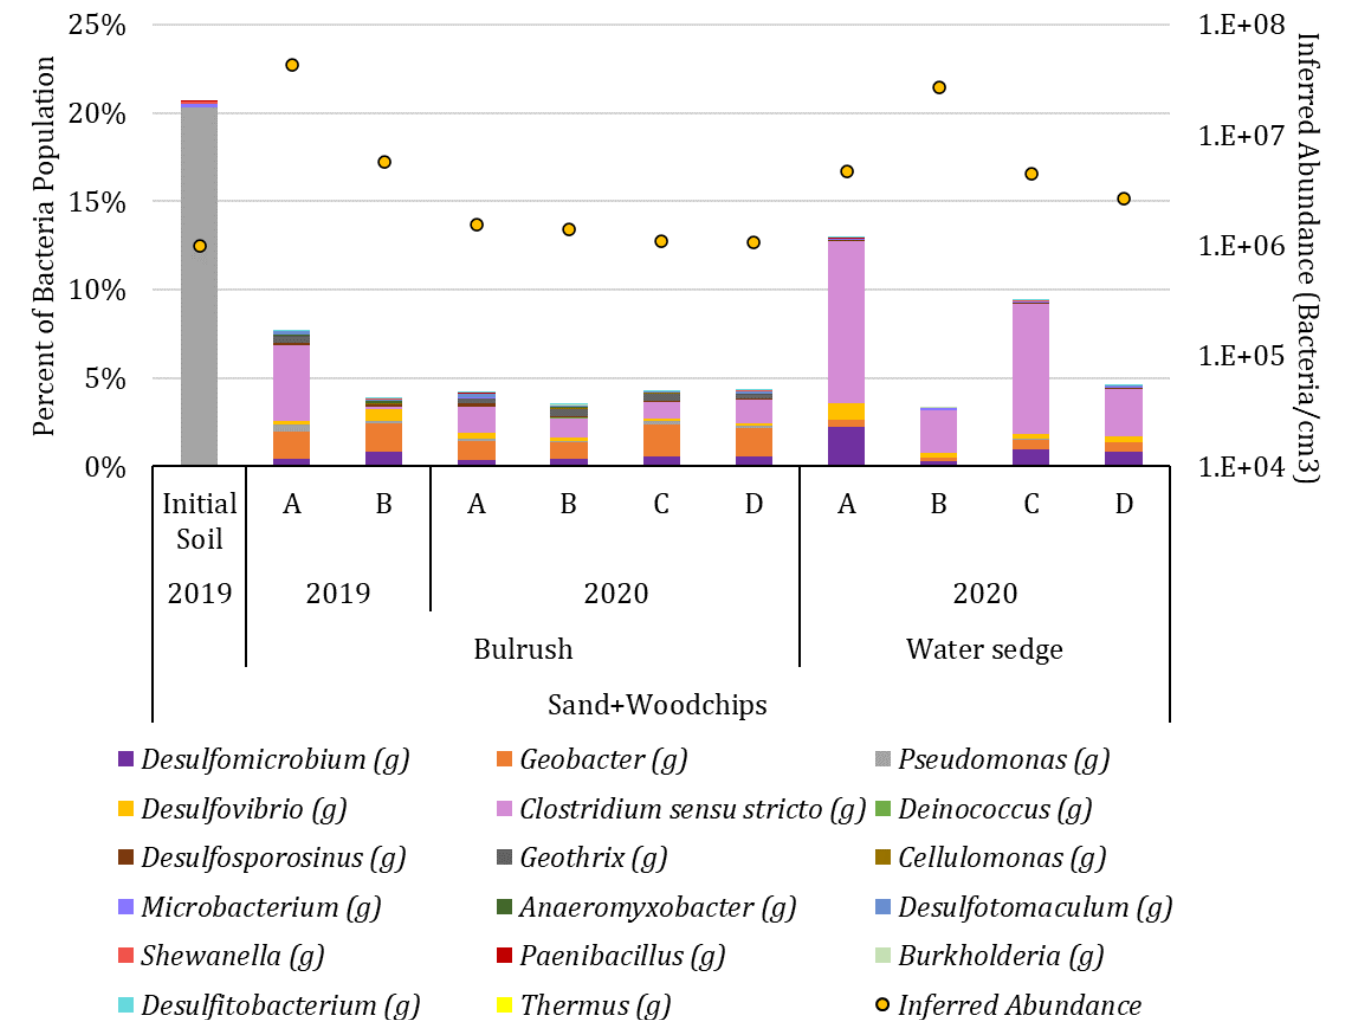 25%
20%
15%
10%
5%
0%
Percent of Bacteria Population
1.E+08
1.E+07
1.E+06
1.E+05
1.E+04
Inferred Abundance (Bacteria/cm3)
Initial Soil A B A B C D A B C D
2019 2019 2020 2020
Bulrush Water sedge
Sand+Woodchips
Desulfomicrobium (g) Geobacter (g) Pseudomonas (g)
Desulfovibrio (g) Clostridium sensu stricto (g) Deinococcus (g)
Desulfosporosinus (g) Geothrix (g) Cellulomonas (g)
Microbacterium (g) Anaeromyxobacter (g) Desulfotomaculum (g)
Shewanella (g) Paenibacillus (g) Burkholderia (g)
Desulfitobacterium (g) Thermus (g) Inferred Abundance